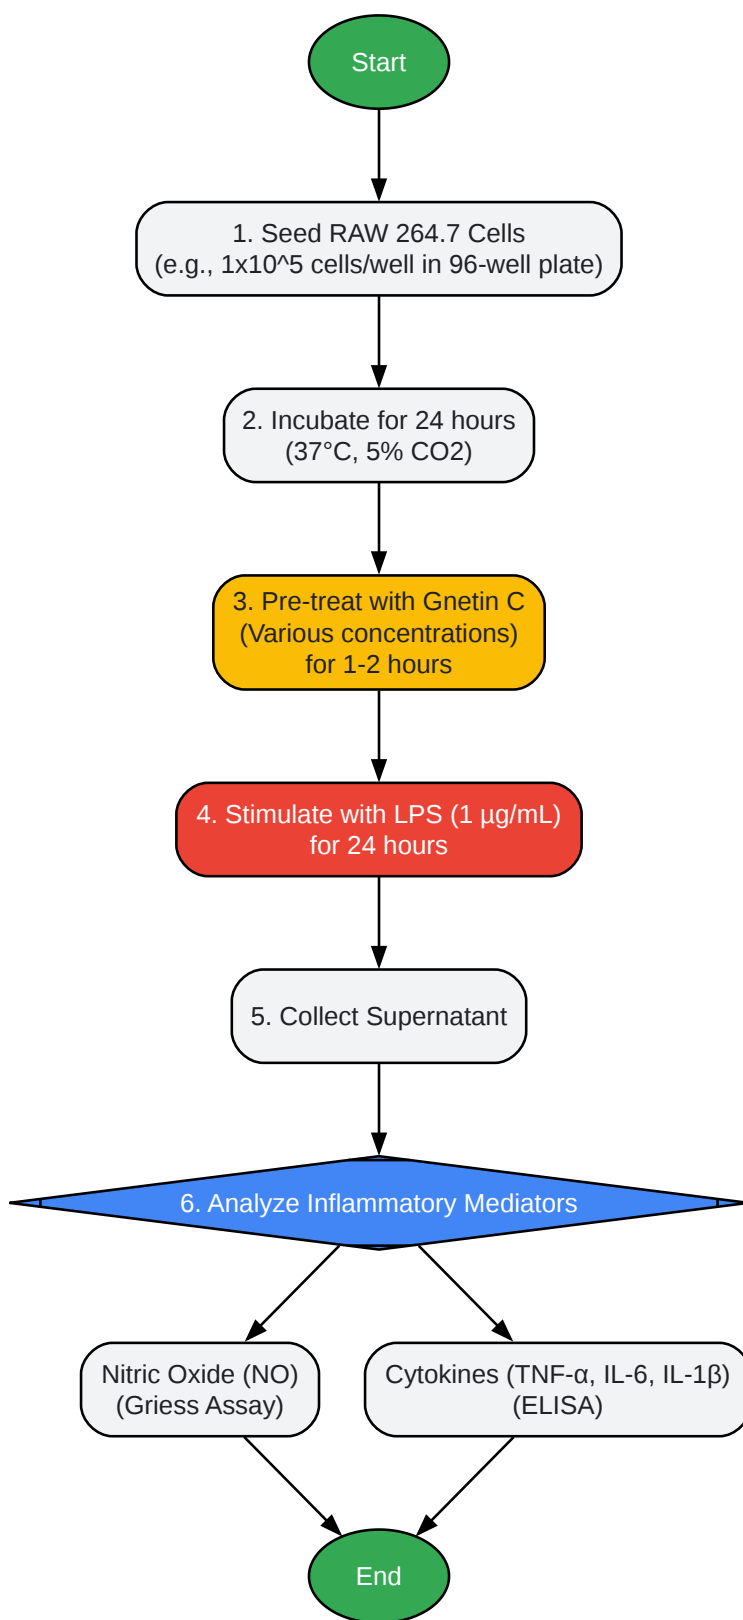 Start
1. Seed RAW 264.7 Cells
(e.g., 1x10^5 cells/well in 96-well plate)
2. Incubate for 24 hours
(37°C, 5% CO2)
3. Pre-treat with Gnetin C
(Various concentrations)
for 1-2 hours
4. Stimulate with LPS (1 µg/mL)
for 24 hours
5. Collect Supernatant
6. Analyze Inflammatory Mediators
Nitric Oxide (NO)
(Griess Assay)
Cytokines (TNF-α, IL-6, IL-1β)
(ELISA)
End